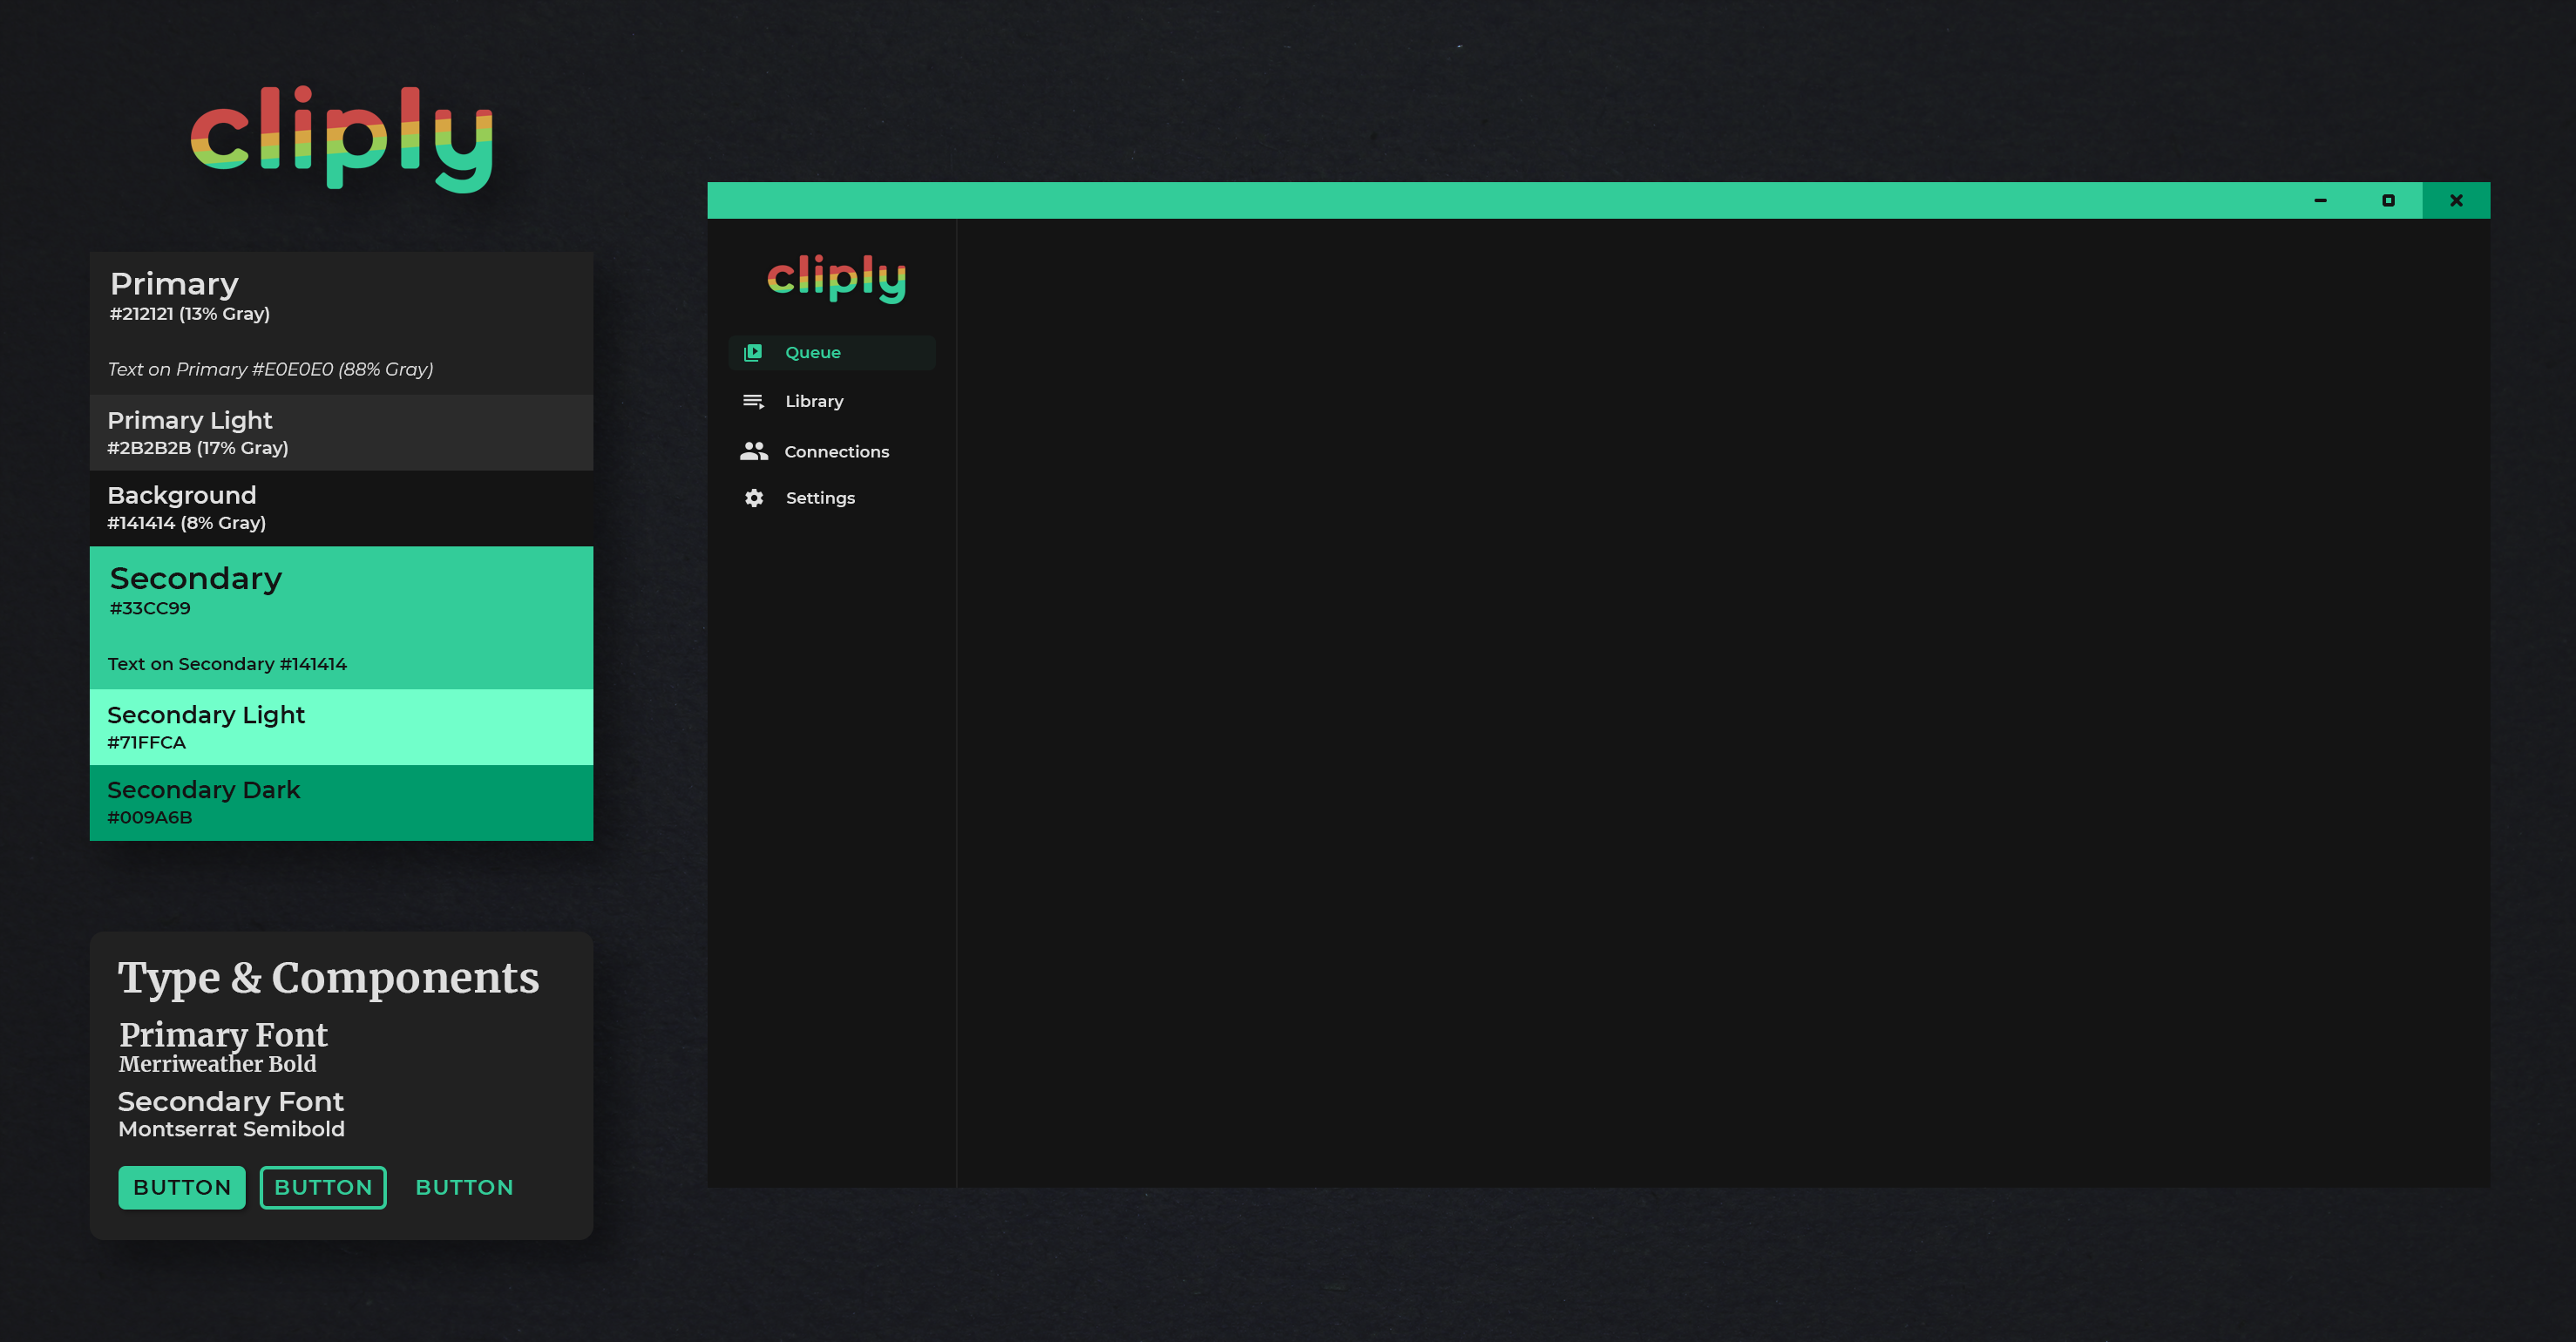 cliply
Primary
#212121 (13% Gray)
Text on Primary #E0E0E0 (88% Gray)
Primary Light
#2B2B2B (17% Gray)
Background
#141414 (8% Gray)
Secondary
#33CC99
Text on Secondary #141414
Secondary Light
#71FFCA
Secondary Dark
#009A6B
Type & Components
Primary Font
Merriweather Bold
Secondary Font
Montserrat Semibold
BUTTON BUTTON BUTTON
cliply
Queue
Library
Connections
Settings